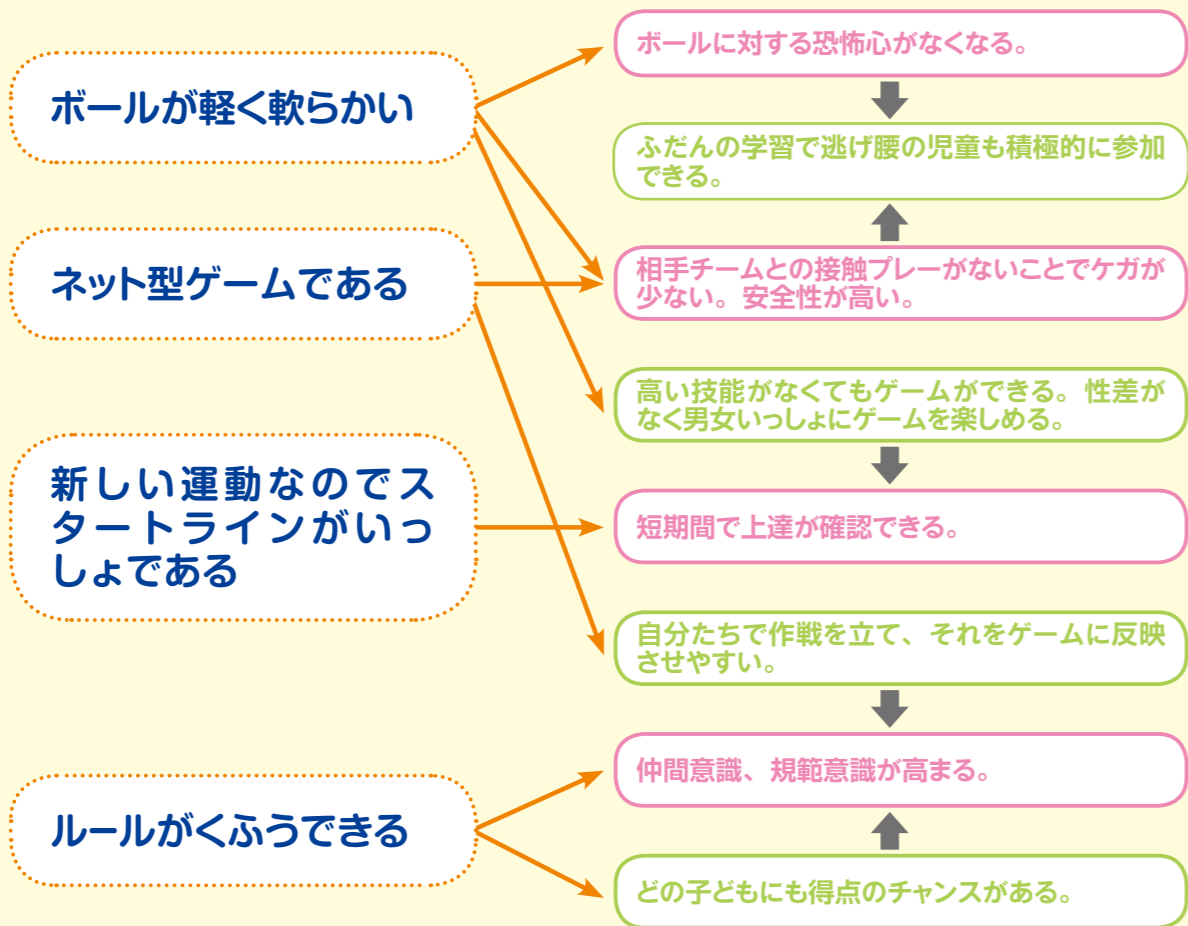 ボールが軽く軟らかい
ネット型ゲームである
新しい運動なのでス
タートラインがいっ
しょである
ルールがくふうできる
ボールに対する恐怖心がなくなる。
ふだんの学習で逃げ腰の児童も積極的に参加
できる。
相手チームとの接触プレーがないことでケガが
少ない。安全性が高い。
高い技能がなくてもゲームができる。性差が
なく男女いっしょにゲームを楽しめる。
短期間で上達が確認できる。
自分たちで作戦を立て、それをゲームに反映
させやすい。
仲間意識、規範意識が高まる。
どの子どもにも得点のチャンスがある。